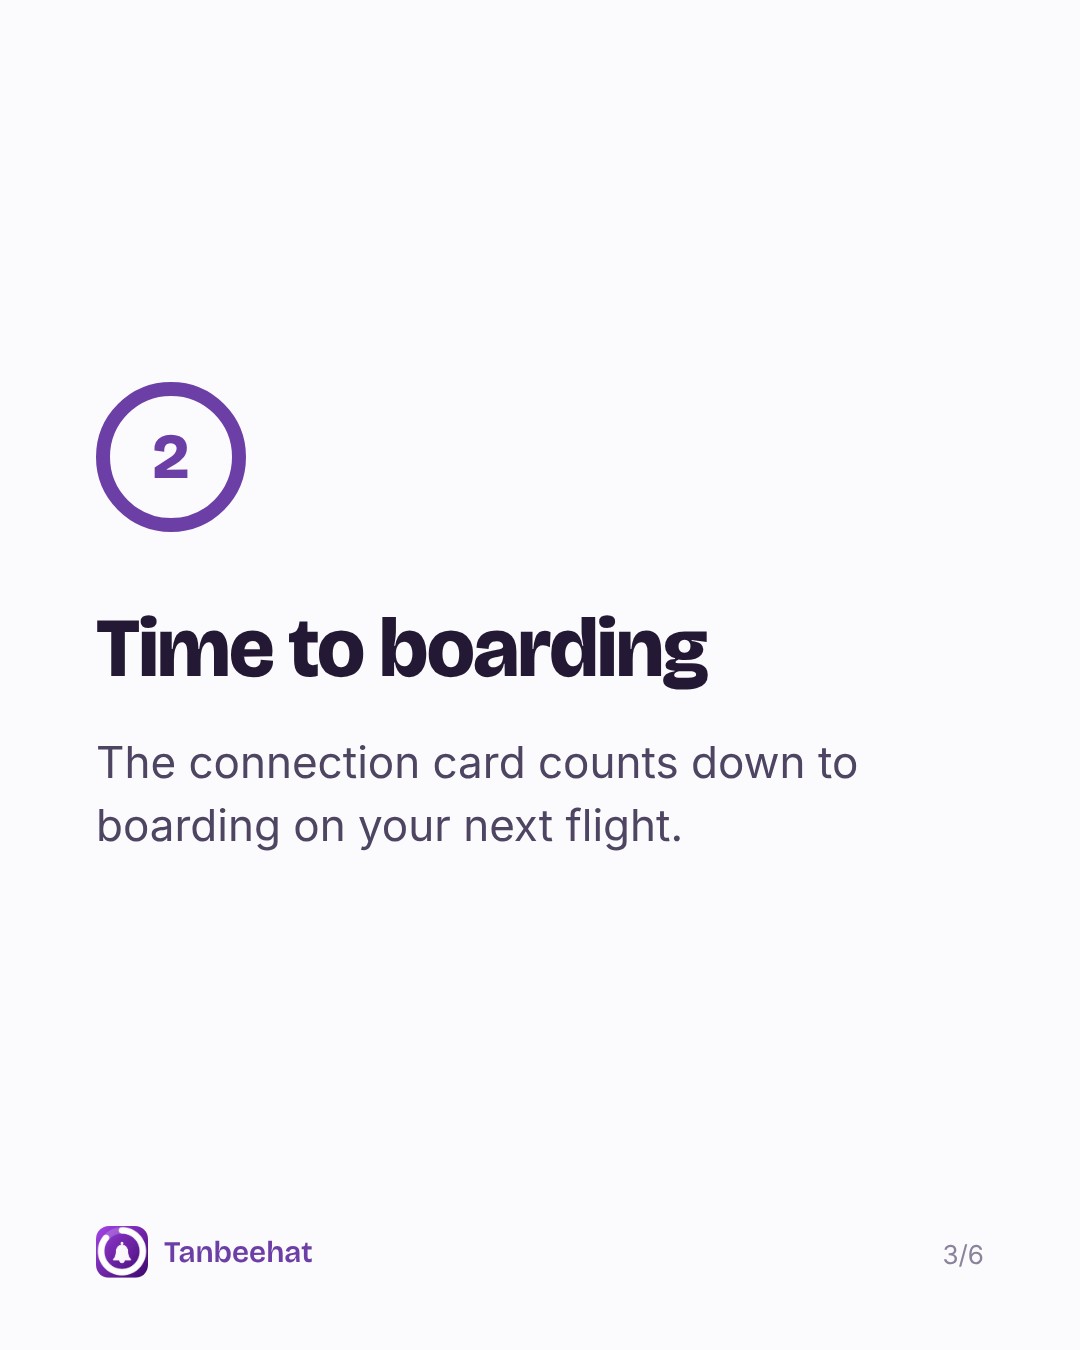 2
Time to boarding
The connection card counts down to
boarding on your next flight.
Tanbeehat
3/6